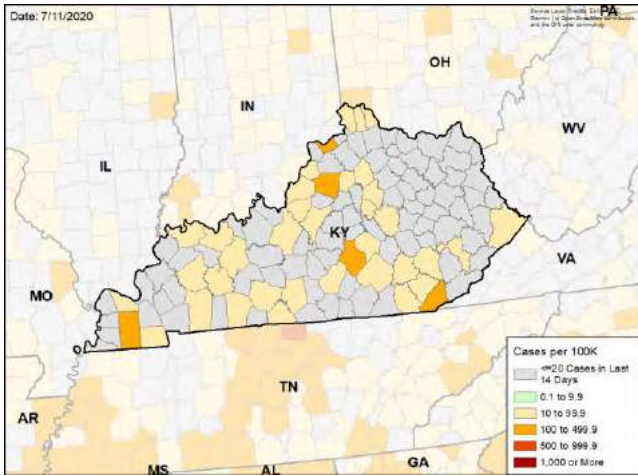 Date: 7/11/2020
PA
OH
IN
WV
IL
KY
VA
MO
TN
AR
MS
AL
GA
Cases per 100K
<=20 Cases in Last
14 Days
0.1 to 9.9
10 to 99.9
100 to 499.9
500 to 999.9
1,000 or More